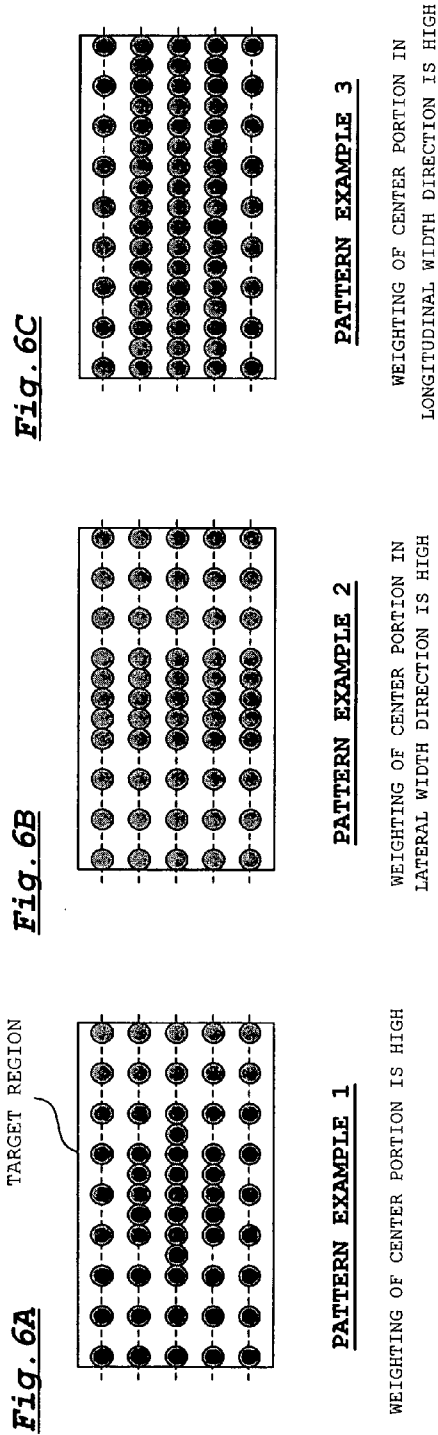 Fig.6A
TARGET REGION
PATTERN EXAMPLE 1
WEIGHTING OF CENTER PORTION IS HIGH
Fig.6B
PATTERN EXAMPLE 2
WEIGHTING OF CENTER PORTION IN
LATERAL WIDTH DIRECTION IS HIGH
Fig.6C
PATTERN EXAMPLE 3
WEIGHTING OF CENTER PORTION IN
LONGITUDINAL WIDTH DIRECTION IS HIGH